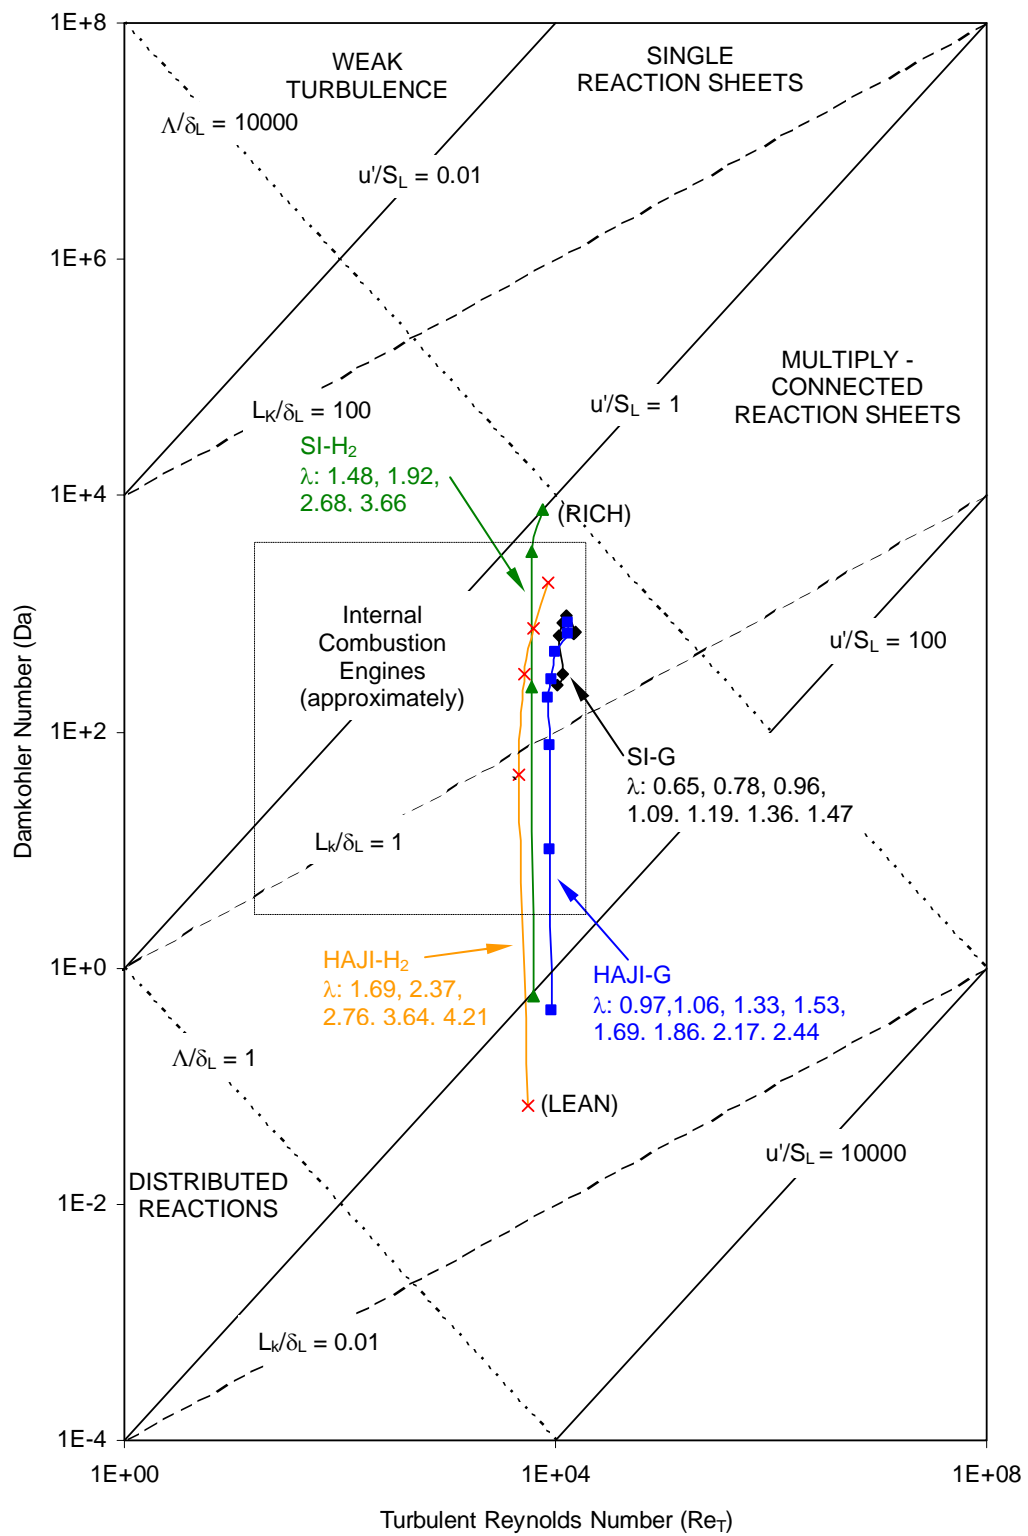 1E+8
WEAK
TURBULENCE
SINGLE
REACTION SHEETS
Λ/δL = 10000
u'/SL = 0.01
1E+6
MULTIPLY -
CONNECTED
REACTION SHEETS
LK/δL = 100
u'/SL = 1
SI-H2
λ: 1.48, 1.92,
2.68, 3.66
1E+4
(RICH)
Internal
Combustion
Engines
(approximately)
u'/SL = 100
Damkohler Number (Da)
1E+2
SI-G
λ: 0.65, 0.78, 0.96,
1.09, 1.19, 1.36, 1.47
Lk/δL = 1
1E+0
HAJI-H2
λ: 1.69, 2.37,
2.76, 3.64, 4.21
HAJI-G
λ: 0.97,1.06, 1.33, 1.53,
1.69, 1.86, 2.17, 2.44
Λ/δL = 1
(LEAN)
u'/SL = 10000
DISTRIBUTED
REACTIONS
1E-2
Lk/δL = 0.01
1E-4
1E+00
1E+04
1E+08
Turbulent Reynolds Number (ReT)